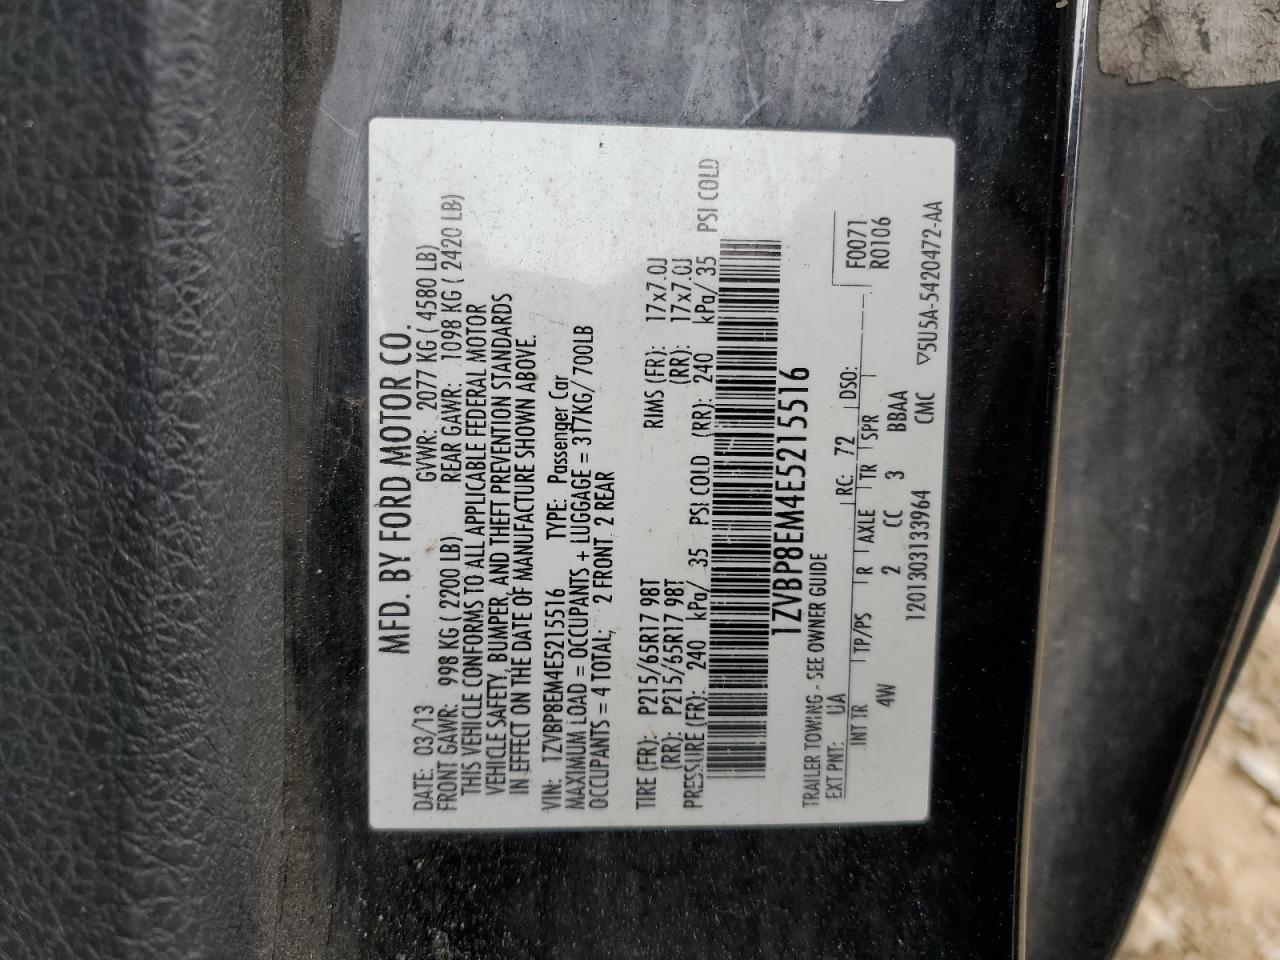 MFD. BY FORD MOTOR CO.
DATE: 03/13 GVWR: 2077 KG ( 4580 LB)
FRONT GAWR: 998 KG ( 2200 LB) REAR GAWR: 1098 KG ( 2420 LB)
THIS VEHICLE CONFORMS TO ALL APPLICABLE FEDERAL MOTOR
VEHICLE SAFETY, BUMPER, AND THEFT PREVENTION STANDARDS
IN EFFECT ON THE DATE OF MANUFACTURE SHOWN ABOVE.
VIN: 1ZVBP8EM4E5215516 TYPE: Passenger Car
MAXIMUM LOAD = OCCUPANTS + LUGGAGE = 317KG/700LB
OCCUPANTS = 4 TOTAL; 2 FRONT. 2 REAR
TIRE (FR): P215/65R17 98T RIMS (FR): 17x7.0J
(RR): P215/65R17 98T (RR): 17x7.0J
PRESSURE (FR): 240 kPa/ 35 PSI COLD (RR): 240 kPa/ 35 PSI COLD
1ZVBP8EM4E5215516
TRAILER TOWING - SEE OWNER GUIDE
EXT PNT: UA RC: 72 DSO: F0071
INT TR TP/PS R AXLE TR SPR R0106
4W 2 CC 3 BBAA
1201303133964 CMC ▽5U5A-5420472-AA